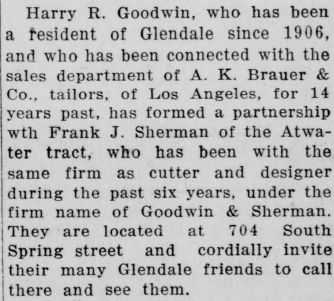 Harry R. Goodwin, who has been
a resident of Glendale since 1906,
and who has been connected with the
sales department of A. K. Brauer &
Co., tailors, of Los Angeles, for 14
years past, has formed a partnership
wth Frank J. Sherman of the Atwa-
ter tract, who has been with the
same firm as cutter and designer
during the past six years, under the
firm name of Goodwin & Sherman.
They are located at 704 South
Spring street and cordially invite
their many Glendale friends to call
there and see them.